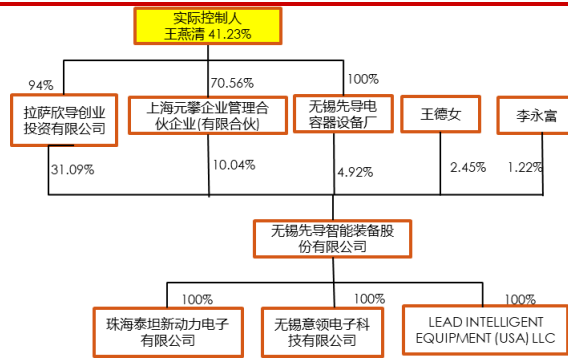 实际控制人
王燕清 41.23%
94%
70.56%
100%
拉萨欣导创业
投资有限公司
上海元攀企业管理合
伙企业(有限合伙)
无锡先导电
容器设备厂
王德女
李永富
31.09%
10.04%
4.92%
2.45%
1.22%
无锡先导智能装备股
份有限公司
100%
100%
100%
珠海泰坦新动力电子
有限公司
无锡意领电子科
技有限公司
LEAD INTELLIGENT
EQUIPMENT (USA) LLC